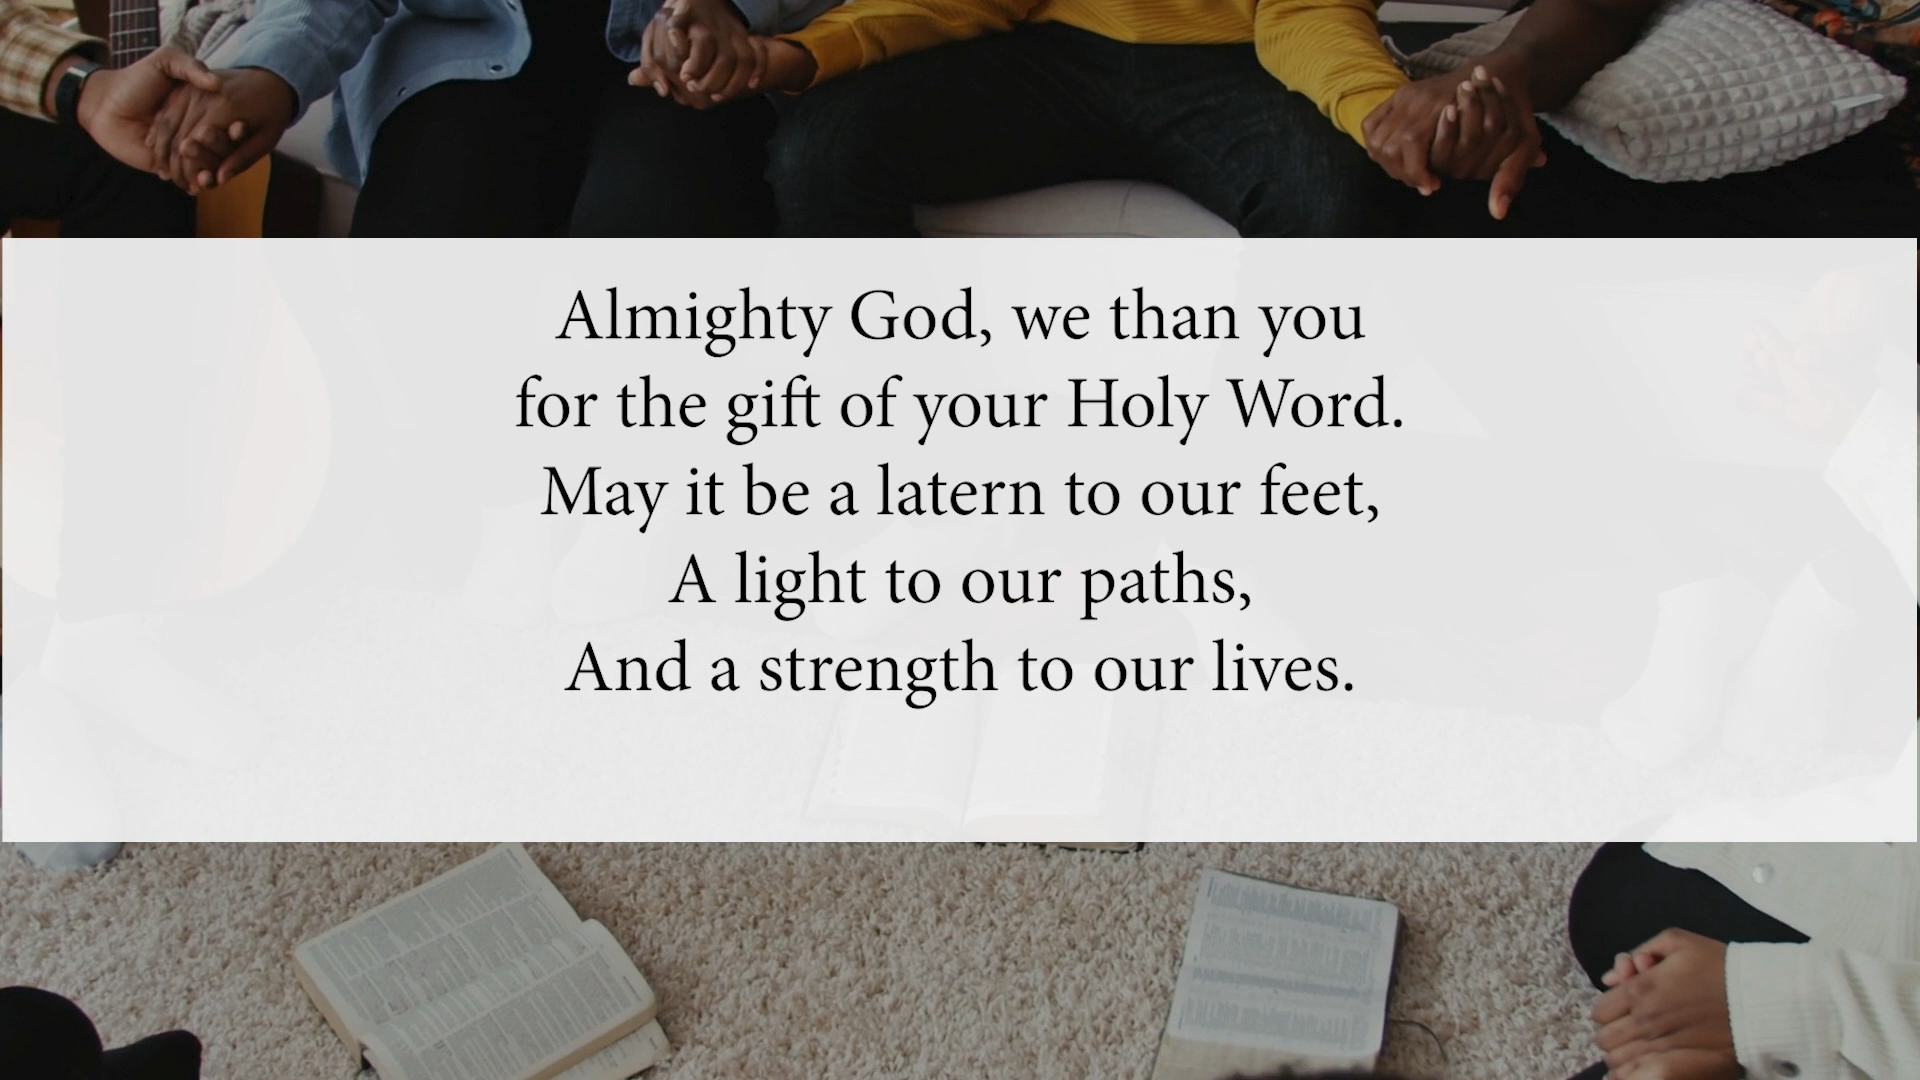 Almighty God, we than you
for the gift of your Holy Word.
May it be a latern to our feet,
A light to our paths,
And a strength to our lives.